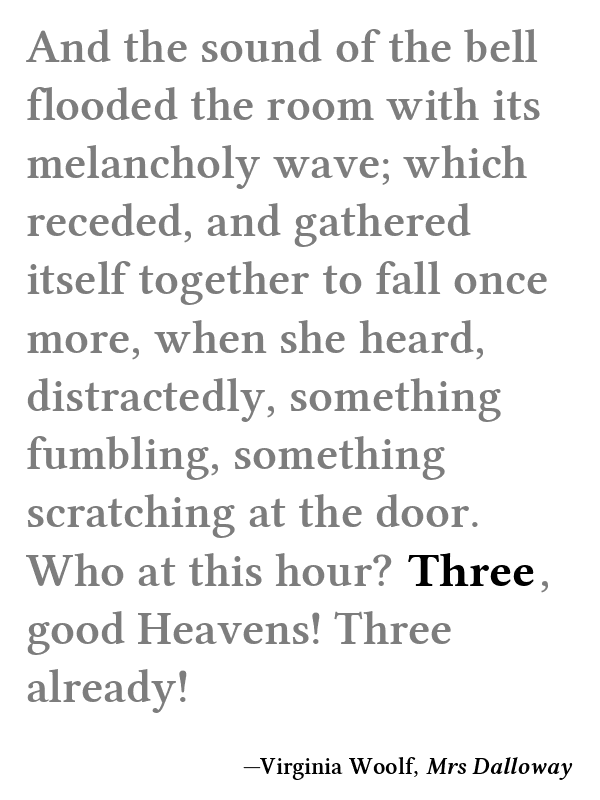 And the sound of the bell
flooded the room with its
melancholy wave; which
receded, and gathered
itself together to fall once
more, when she heard,
distractedly, something
fumbling, something
scratching at the door.
Who at this hour? Three,
good Heavens! Three
already!
—Virginia Woolf, Mrs Dalloway